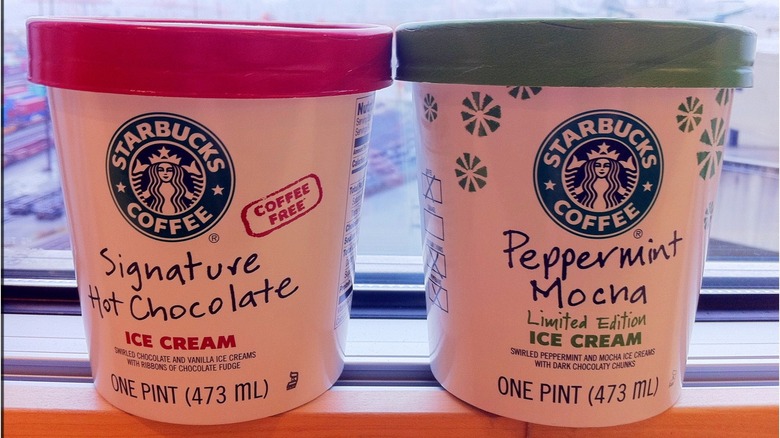 STARBUCKS
COFFEE
®
COFFEE
FREE
Signature
Hot Chocolate
ICE CREAM
SWIRLED CHOCOLATE AND VANILLA ICE CREAMS
WITH RIBBONS OF CHOCOLATE FUDGE
ONE PINT (473 mL)
STARBUCKS
COFFEE
®
Peppermint
Mocha
Limited Edition
ICE CREAM
SWIRLED PEPPERMINT AND MOCHA ICE CREAMS
WITH DARK CHOCOLATY CHUNKS
ONE PINT (473 mL)